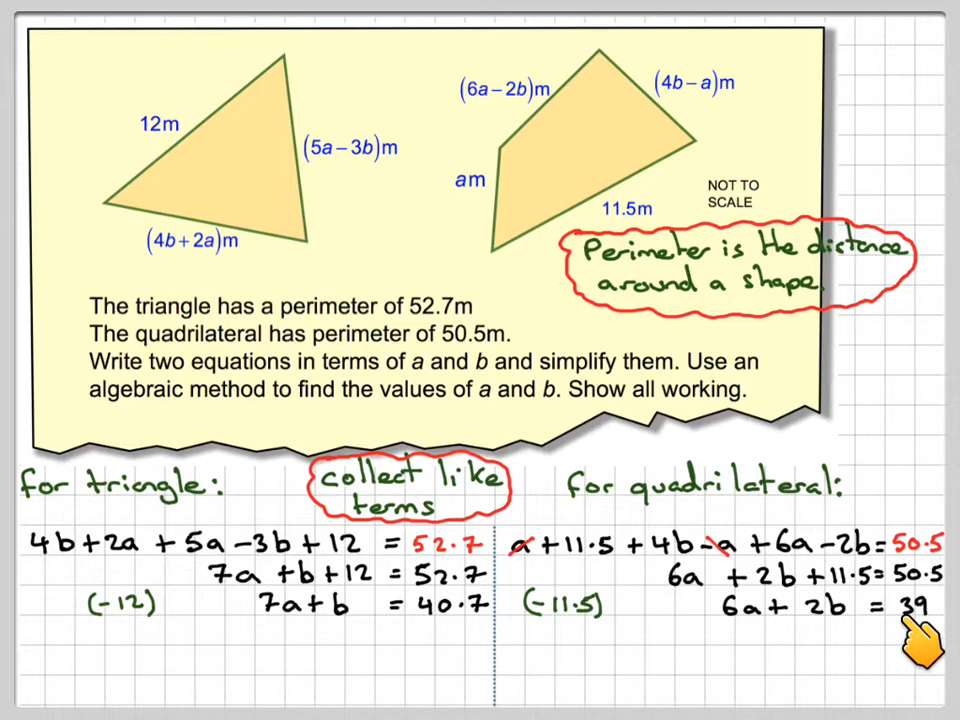 (6a – 2b)m
(4b – a)m
12m
(5a – 3b)m
am
NOT TO
SCALE
11.5m
(4b + 2a)m
Perimeter is the distance
around a shape.
The triangle has a perimeter of 52.7m
The quadrilateral has perimeter of 50.5m.
Write two equations in terms of a and b and simplify them. Use an
algebraic method to find the values of a and b. Show all working.
for triangle:
collect like
terms
4b+2a + 5a -3b + 12 = 52.7
7a + b + 12 = 52.7
(-12) 7a + b = 40.7
for quadrilateral:
a + 11.5 + 4b - a + 6a - 2b = 50.5
6a + 2b + 11.5 = 50.5
(-11.5) 6a + 2b = 39